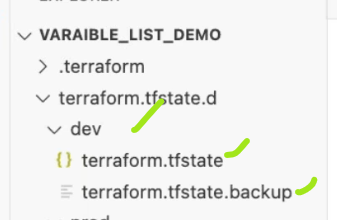 VARAIBLE_LIST_DEMO
.terraform
terraform.tfstate.d
dev
{} terraform.tfstate
terraform.tfstate.backup